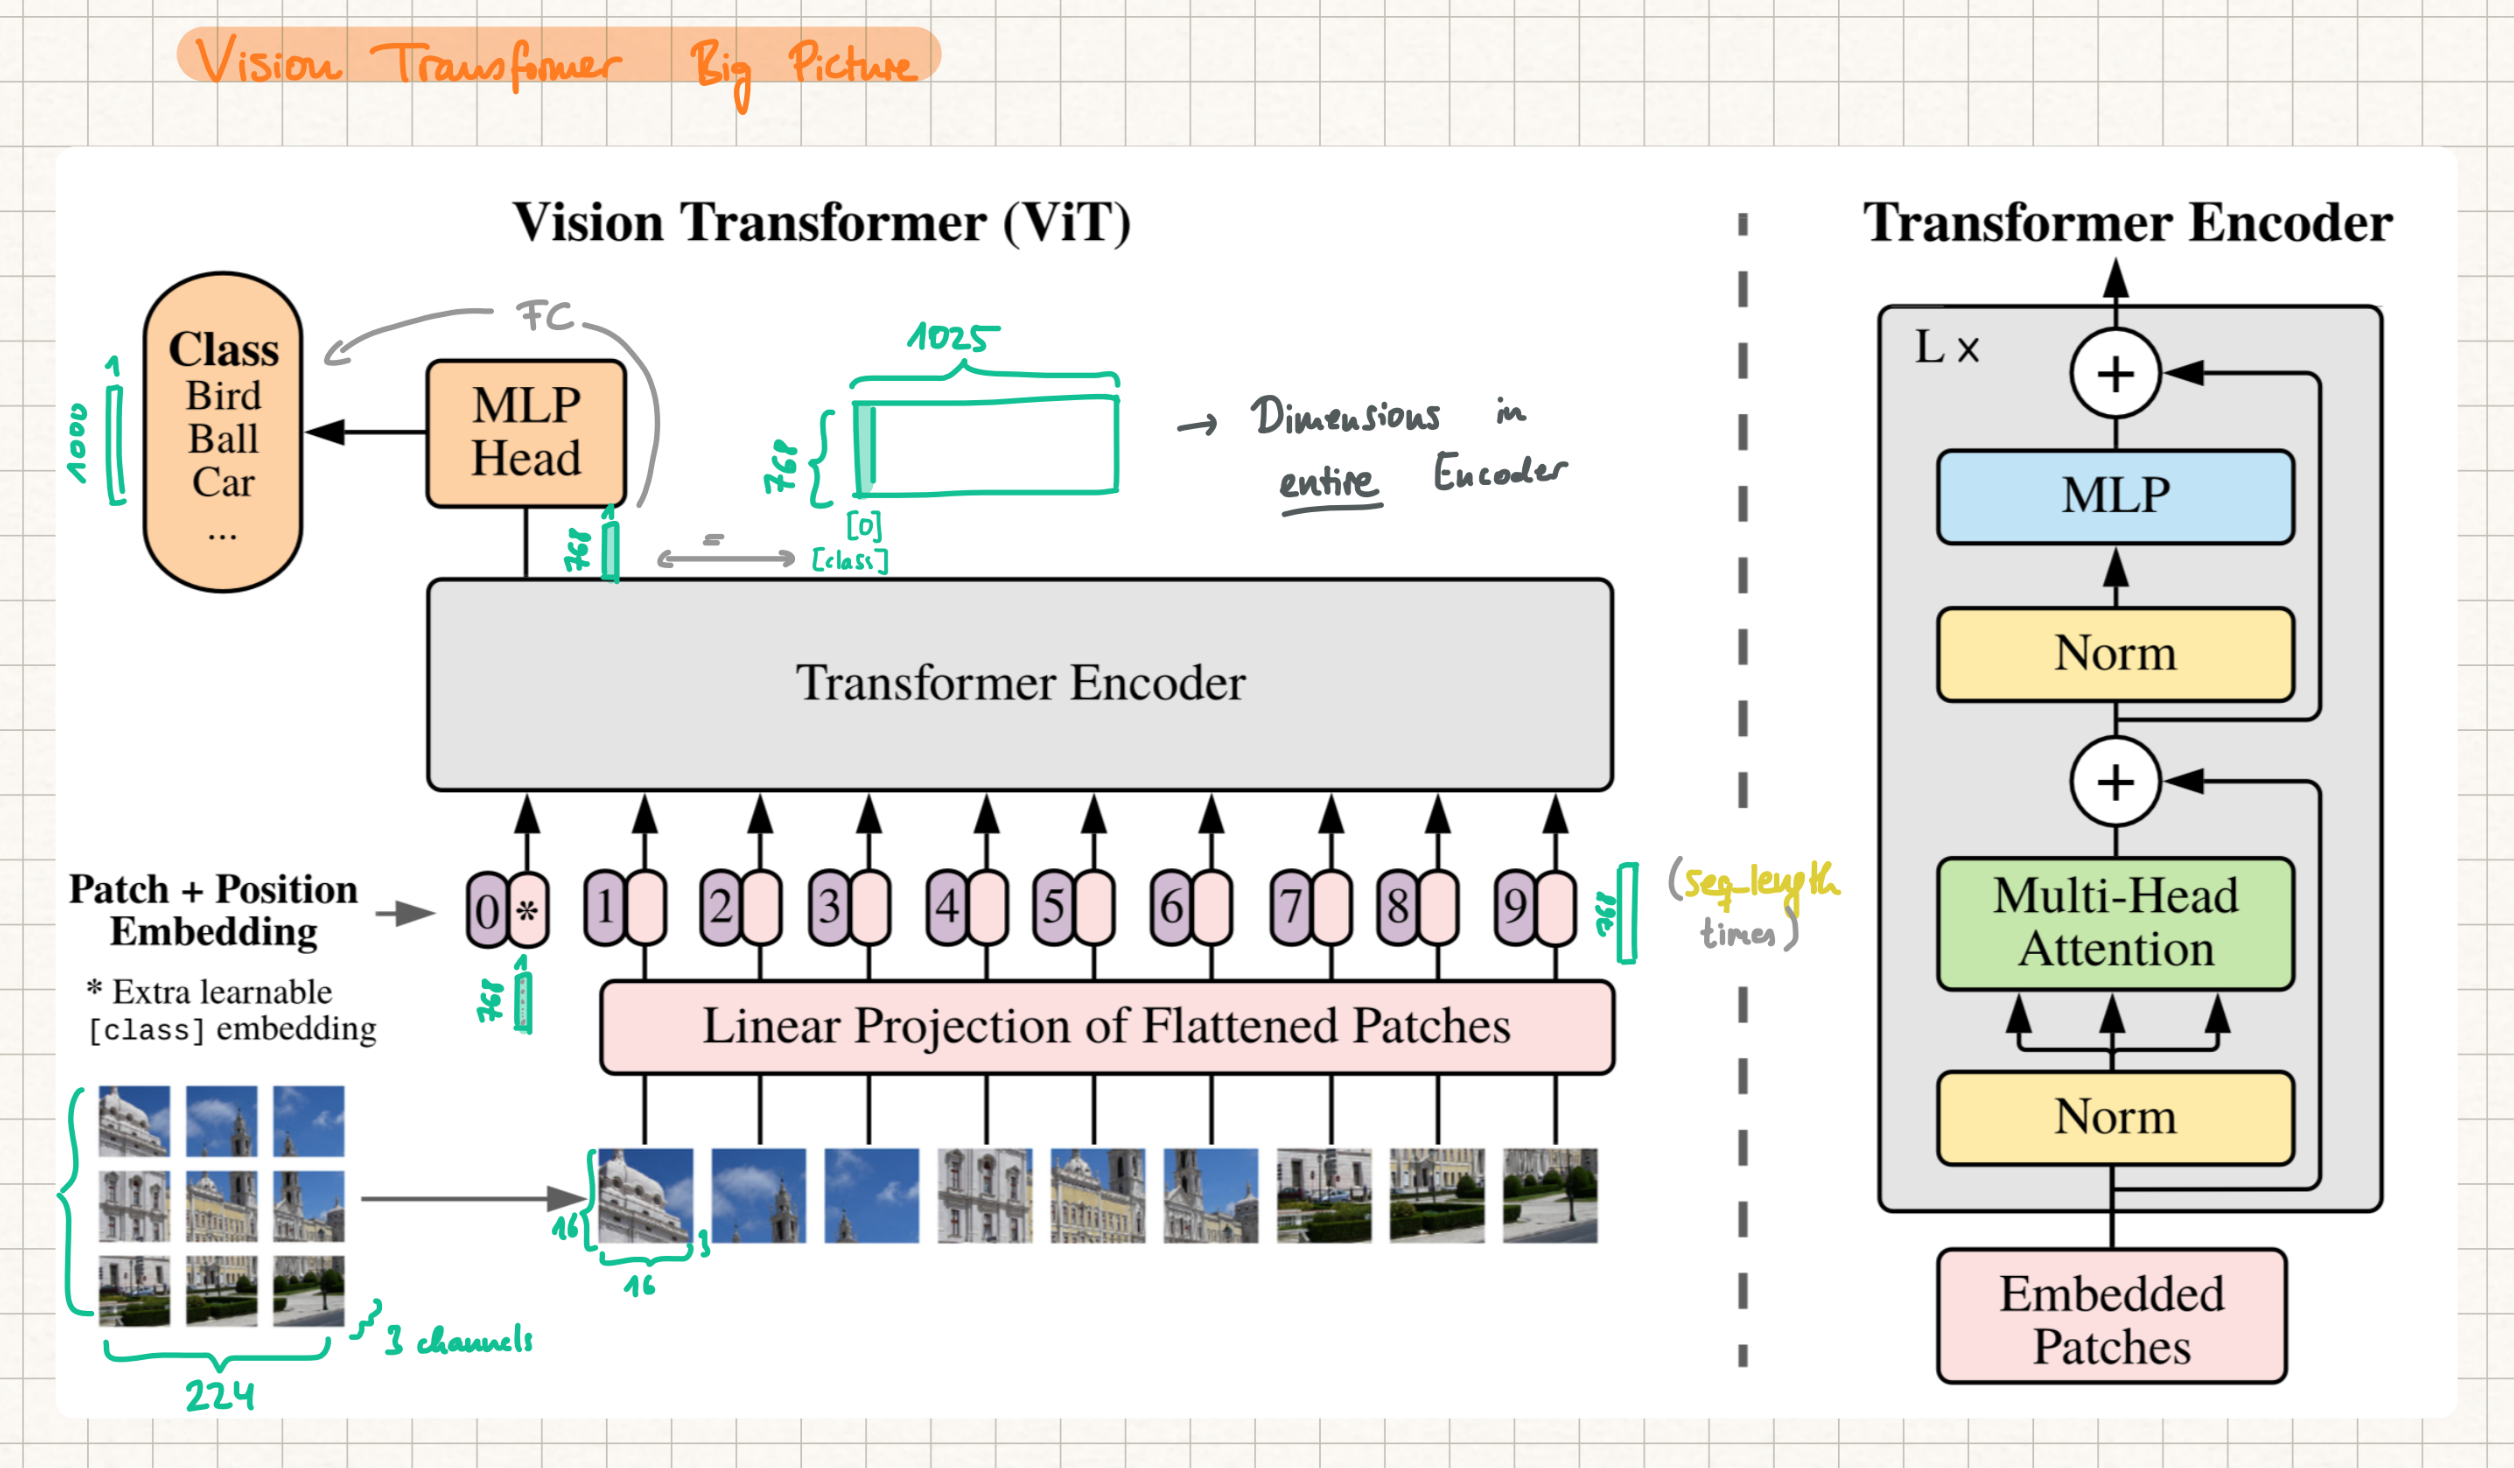 Vision Transformer Big Picture
Vision Transformer (ViT)
Transformer Encoder
FC
1
1000
Class
Bird
Ball
Car
...
MLP
Head
1025
768
[0]
[class]
→ Dimensions in
entire Encoder
1
768
=
Transformer Encoder
Patch + Position
Embedding
0 * 1 2 3 4 5 6 7 8 9
768
(seq_length
times)
* Extra learnable
[class] embedding
1
768
Linear Projection of Flattened Patches
16
16
3
3 channels
224
L x
+
MLP
Norm
+
Multi-Head
Attention
Norm
Embedded
Patches